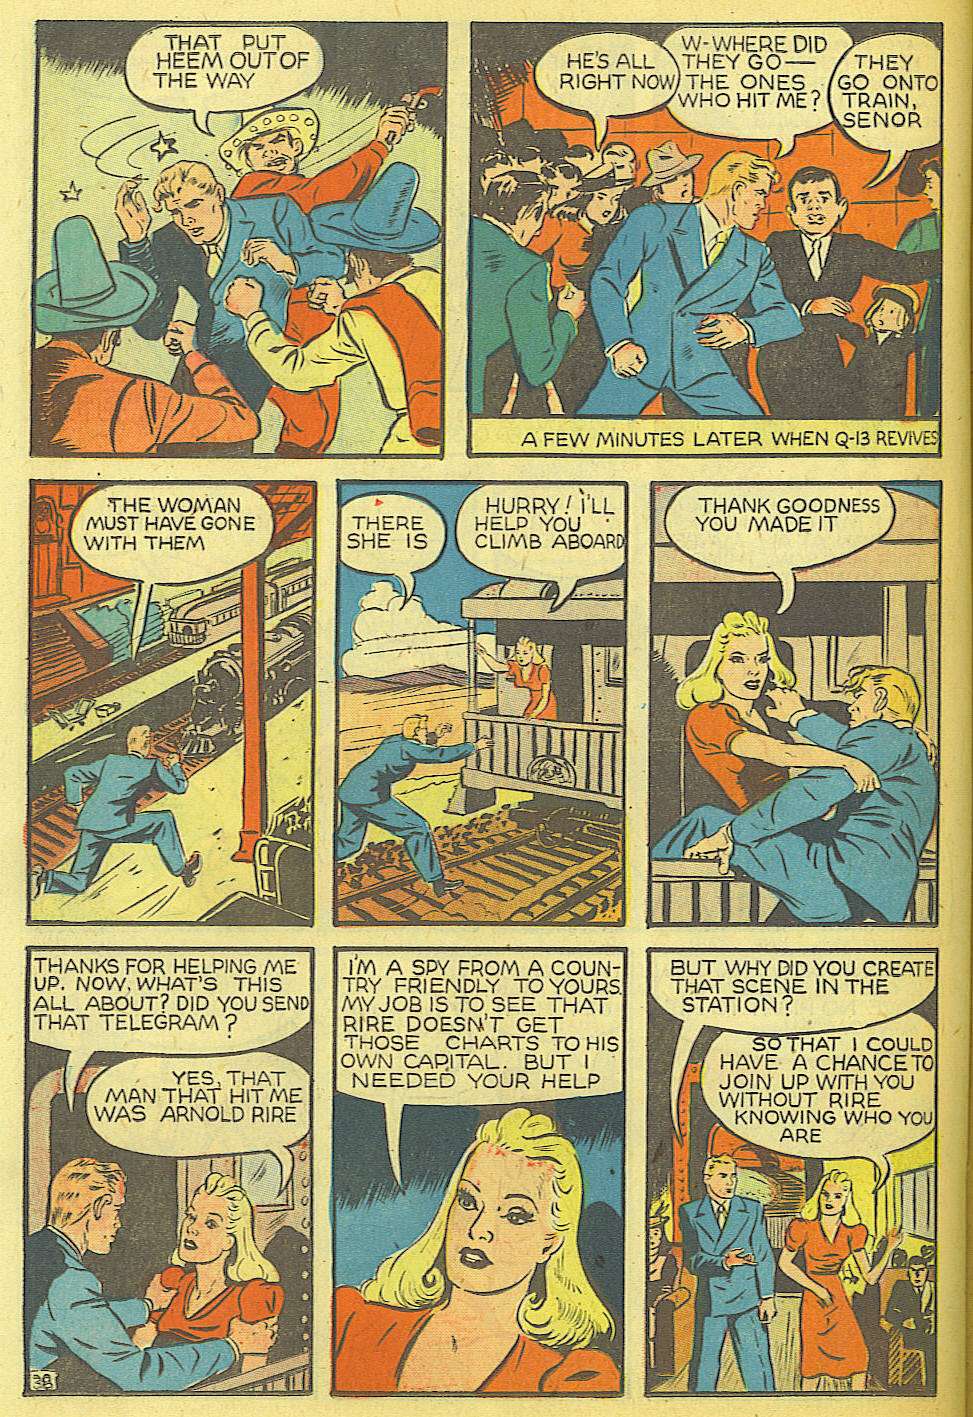 THAT PUT
HEEM OUT OF
THE WAY
HE'S ALL
RIGHT NOW
W-WHERE DID
THEY GO—
THE ONES
WHO HIT ME?
THEY
GO ONTO
TRAIN,
SENOR
A FEW MINUTES LATER WHEN Q-13 REVIVES
THE WOMAN
MUST HAVE GONE
WITH THEM
THERE
SHE IS
HURRY! I'LL
HELP YOU
CLIMB ABOARD
THANK GOODNESS
YOU MADE IT
THANKS FOR HELPING ME
UP. NOW, WHAT'S THIS
ALL ABOUT? DID YOU SEND
THAT TELEGRAM?
YES, THAT
MAN THAT HIT ME
WAS ARNOLD RIRE
I'M A SPY FROM A COUN-
TRY FRIENDLY TO YOURS.
MY JOB IS TO SEE THAT
RIRE DOESN'T GET
THOSE CHARTS TO HIS
OWN CAPITAL. BUT I
NEEDED YOUR HELP
BUT WHY DID YOU CREATE
THAT SCENE IN THE
STATION?
SO THAT I COULD
HAVE A CHANCE TO
JOIN UP WITH YOU
WITHOUT RIRE
KNOWING WHO YOU
ARE